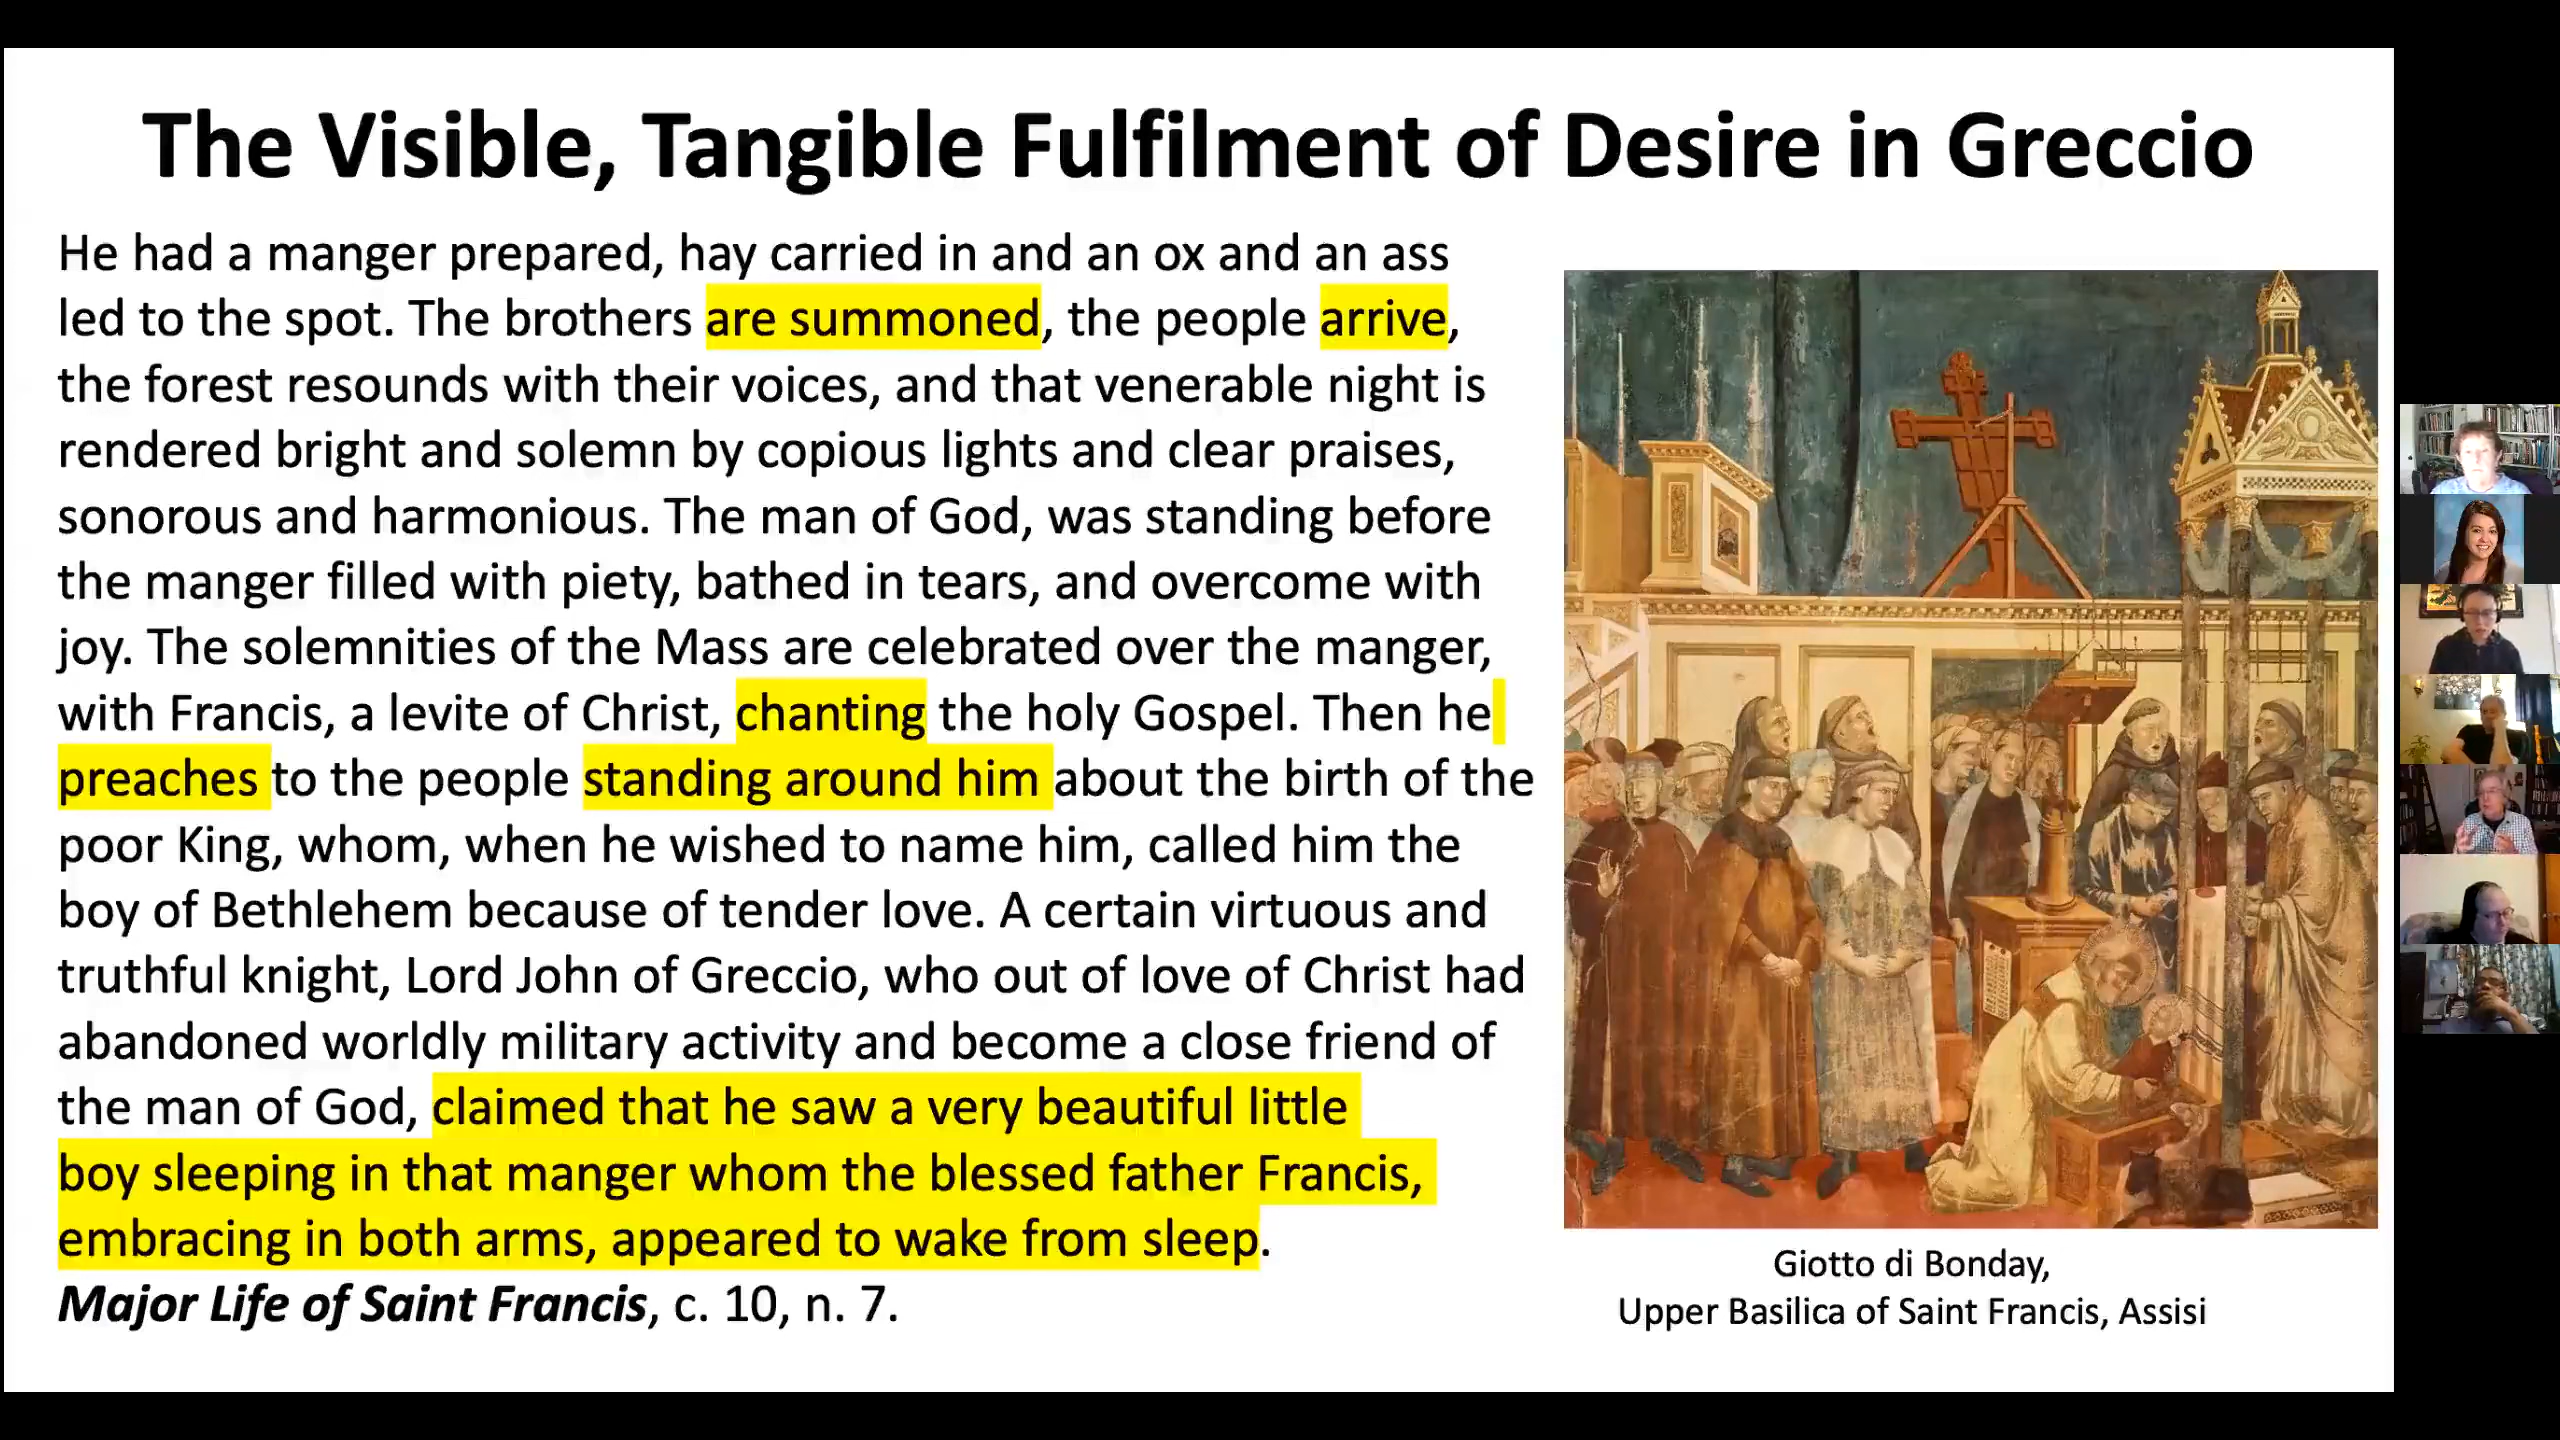 The Visible, Tangible Fulfilment of Desire in Greccio
He had a manger prepared, hay carried in and an ox and an ass
led to the spot. The brothers are summoned, the people arrive,
the forest resounds with their voices, and that venerable night is
rendered bright and solemn by copious lights and clear praises,
sonorous and harmonious. The man of God, was standing before
the manger filled with piety, bathed in tears, and overcome with
joy. The solemnities of the Mass are celebrated over the manger,
with Francis, a levite of Christ, chanting the holy Gospel. Then he
preaches to the people standing around him about the birth of the
poor King, whom, when he wished to name him, called him the
boy of Bethlehem because of tender love. A certain virtuous and
truthful knight, Lord John of Greccio, who out of love of Christ had
abandoned worldly military activity and become a close friend of
the man of God, claimed that he saw a very beautiful little
boy sleeping in that manger whom the blessed father Francis,
embracing in both arms, appeared to wake from sleep.
Major Life of Saint Francis, c. 10, n. 7.
Giotto di Bonday,
Upper Basilica of Saint Francis, Assisi